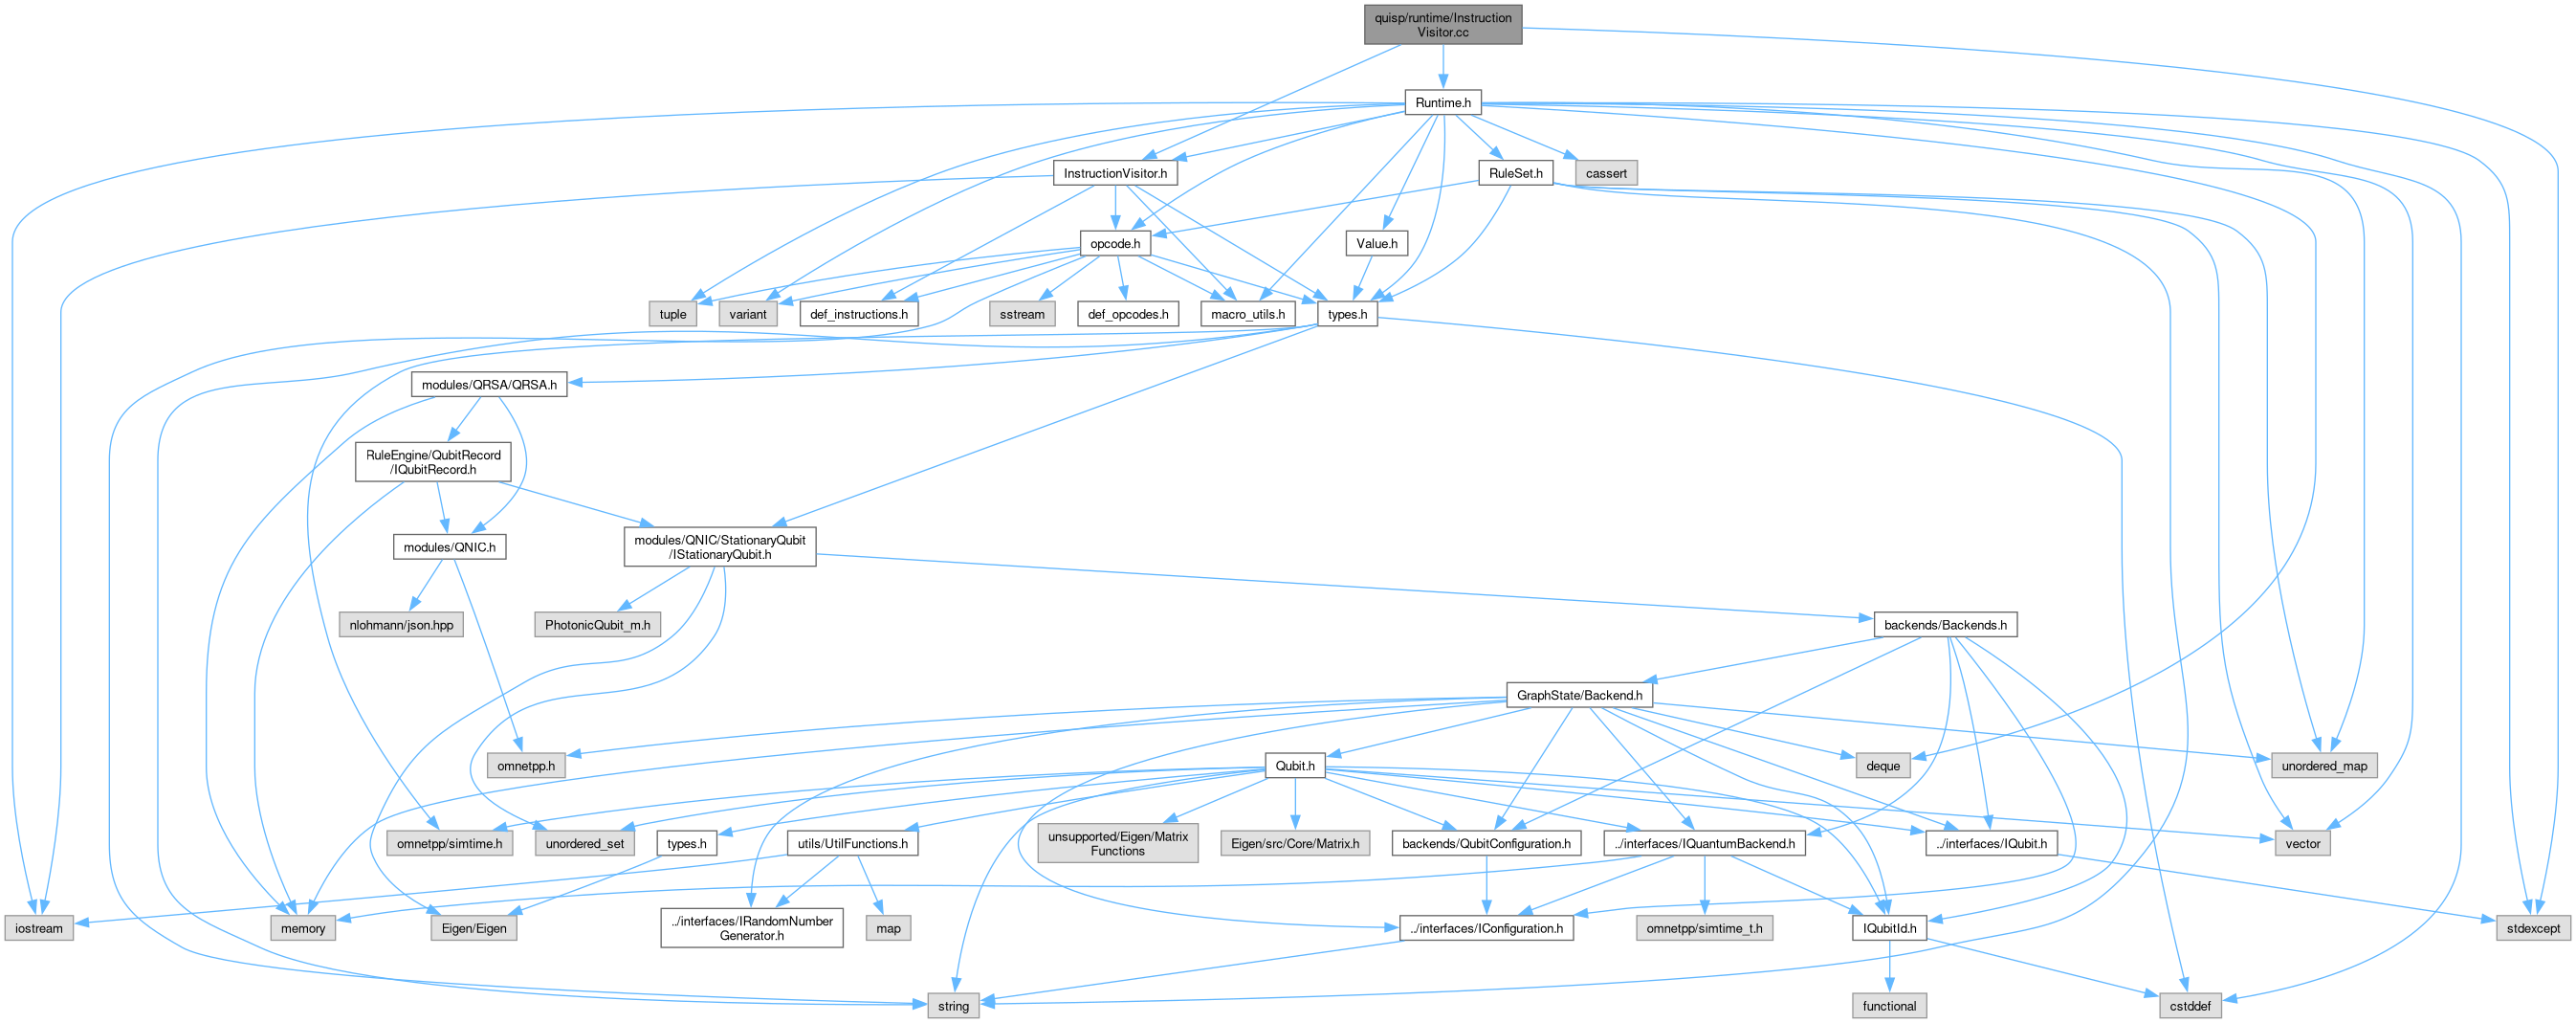 quisp/runtime/Instruction
Visitor.cc
Runtime.h
InstructionVisitor.h
RuleSet.h
cassert
opcode.h
Value.h
tuple
variant
def_instructions.h
sstream
def_opcodes.h
macro_utils.h
types.h
modules/QRSA/QRSA.h
RuleEngine/QubitRecord
/IQubitRecord.h
modules/QNIC.h
modules/QNIC/StationaryQubit
/IStationaryQubit.h
nlohmann/json.hpp
PhotonicQubit_m.h
backends/Backends.h
GraphState/Backend.h
omnetpp.h
Qubit.h
deque
unordered_map
omnetpp/simtime.h
unordered_set
types.h
utils/UtilFunctions.h
unsupported/Eigen/Matrix
Functions
Eigen/src/Core/Matrix.h
backends/QubitConfiguration.h
../interfaces/IQuantumBackend.h
../interfaces/IQubit.h
vector
iostream
memory
Eigen/Eigen
../interfaces/IRandomNumber
Generator.h
map
../interfaces/IConfiguration.h
omnetpp/simtime_t.h
IQubitId.h
stdexcept
string
functional
cstddef